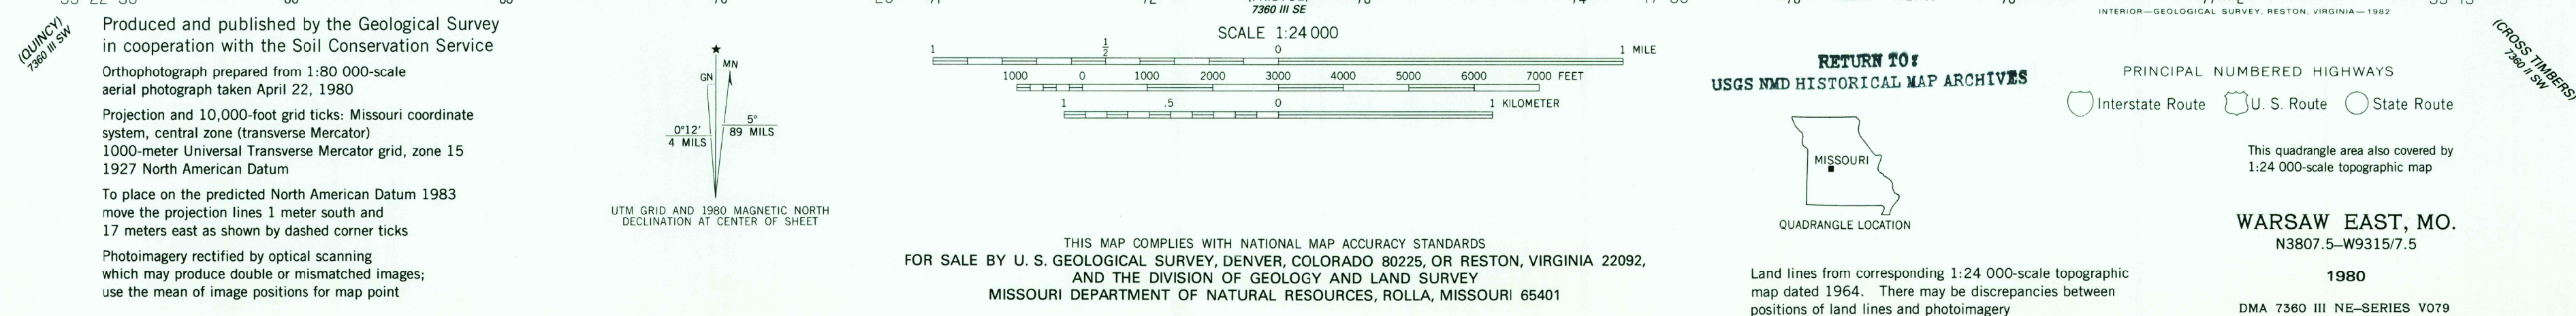 (QUINCY)
7360 III SW
Produced and published by the Geological Survey
in cooperation with the Soil Conservation Service
Orthophotograph prepared from 1:80 000-scale
aerial photograph taken April 22, 1980
Projection and 10,000-foot grid ticks: Missouri coordinate
system, central zone (transverse Mercator)
1000-meter Universal Transverse Mercator grid, zone 15
1927 North American Datum
To place on the predicted North American Datum 1983
move the projection lines 1 meter south and
17 meters east as shown by dashed corner ticks
Photoimagery rectified by optical scanning
which may produce double or mismatched images;
use the mean of image positions for map point
★
MN
GN
5°
89 MILS
0°12'
4 MILS
UTM GRID AND 1980 MAGNETIC NORTH
DECLINATION AT CENTER OF SHEET
7360 III SE
SCALE 1:24 000
1 1/2 0 1 MILE
1000 0 1000 2000 3000 4000 5000 6000 7000 FEET
1 .5 0 1 KILOMETER
THIS MAP COMPLIES WITH NATIONAL MAP ACCURACY STANDARDS
FOR SALE BY U. S. GEOLOGICAL SURVEY, DENVER, COLORADO 80225, OR RESTON, VIRGINIA 22092,
AND THE DIVISION OF GEOLOGY AND LAND SURVEY
MISSOURI DEPARTMENT OF NATURAL RESOURCES, ROLLA, MISSOURI 65401
RETURN TO:
USGS NMD HISTORICAL MAP ARCHIVES
MISSOURI
QUADRANGLE LOCATION
Land lines from corresponding 1:24 000-scale topographic
map dated 1964. There may be discrepancies between
positions of land lines and photoimagery
INTERIOR—GEOLOGICAL SURVEY, RESTON, VIRGINIA—1982
(CROSS TIMBERS)
7360 II SW
PRINCIPAL NUMBERED HIGHWAYS
Interstate Route U. S. Route State Route
This quadrangle area also covered by
1:24 000-scale topographic map
WARSAW EAST, MO.
N3807.5—W9315/7.5
1980
DMA 7360 III NE—SERIES V079